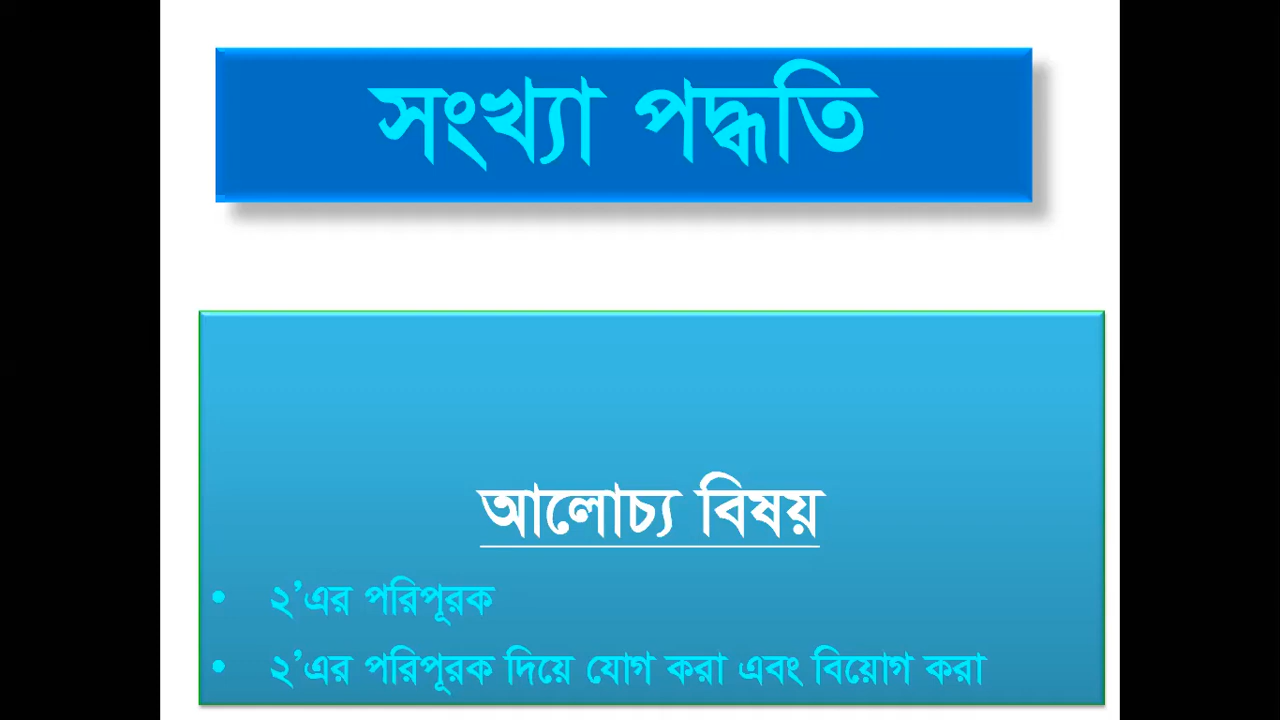 সংখ্যা পদ্ধতি
আলোচ্য বিষয়
• ২’এর পরিপূরক
• ২’এর পরিপূরক দিয়ে যোগ করা এবং বিয়োগ করা